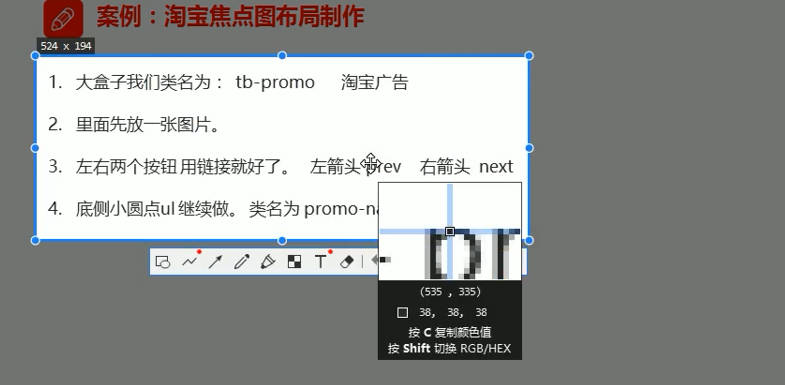 案例：淘宝焦点图布局制作
524 x 194
1. 大盒子我们类名为： tb-promo 淘宝广告
2. 里面先放一张图片。
3. 左右两个按钮 用链接就好了。 左箭头 prev 右箭头 next
4. 底侧小圆点ul 继续做。 类名为
(535 , 335)
38, 38, 38
按 C 复制颜色值
按 Shift 切换 RGB/HEX